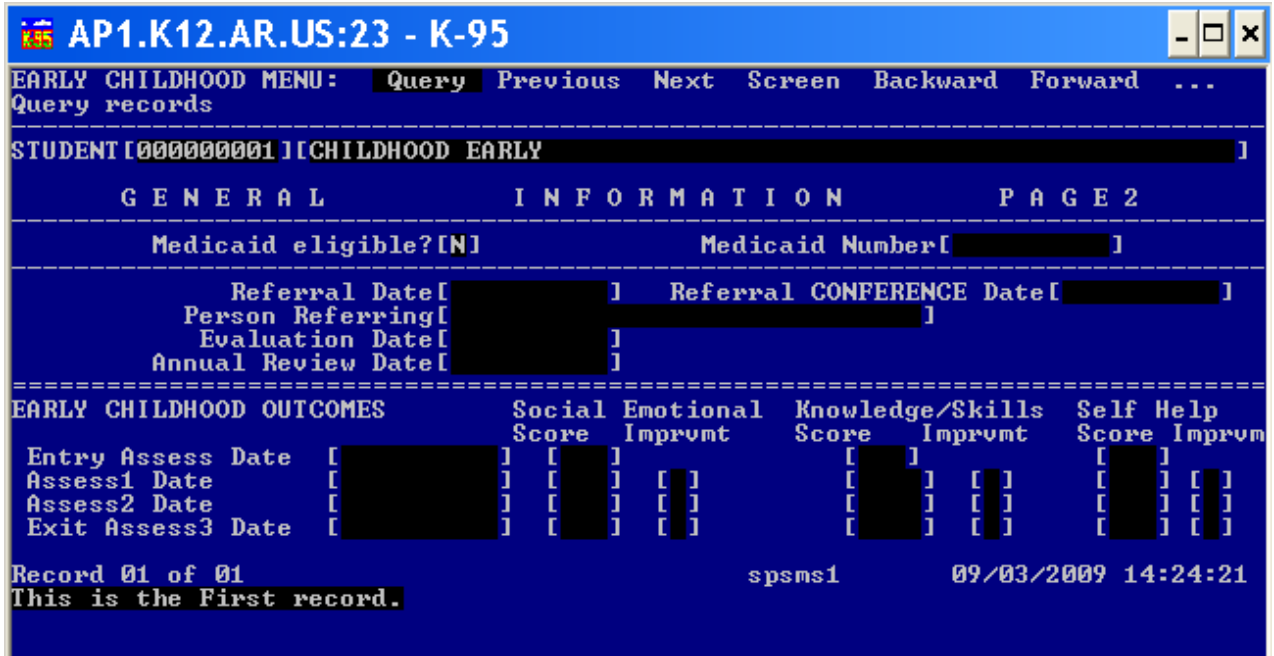 K-95 AP1.K12.AR.US:23 - K-95
EARLY CHILDHOOD MENU: Query Previous Next Screen Backward Forward ...
Query records
STUDENT[000000001][CHILDHOOD EARLY ]
G E N E R A L I N F O R M A T I O N P A G E 2
Medicaid eligible?[N] Medicaid Number[ ]
Referral Date[ ] Referral CONFERENCE Date[ ]
Person Referring[ ]
Evaluation Date[ ]
Annual Review Date[ ]
EARLY CHILDHOOD OUTCOMES Social Emotional Knowledge/Skills Self Help
Score Imprvmt Score Imprvmt Score Imprvm
Entry Assess Date [ ] [ ] [ ] [ ]
Assess1 Date [ ] [ ] [ ] [ ] [ ] [ ] [ ]
Assess2 Date [ ] [ ] [ ] [ ] [ ] [ ] [ ]
Exit Assess3 Date [ ] [ ] [ ] [ ] [ ] [ ] [ ]
Record 01 of 01 spsms1 09/03/2009 14:24:21
This is the First record.